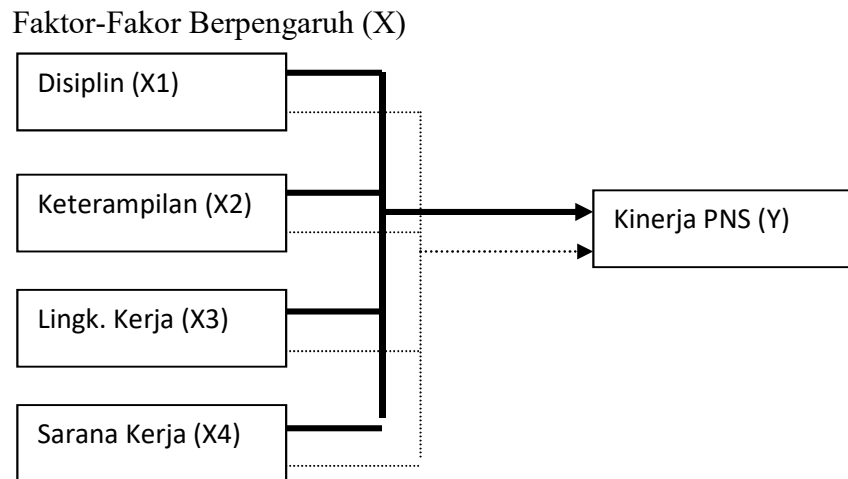 Faktor-Fakor Berpengaruh (X)
Disiplin (X1)
Keterampilan (X2)
Lingk. Kerja (X3)
Sarana Kerja (X4)
Kinerja PNS (Y)